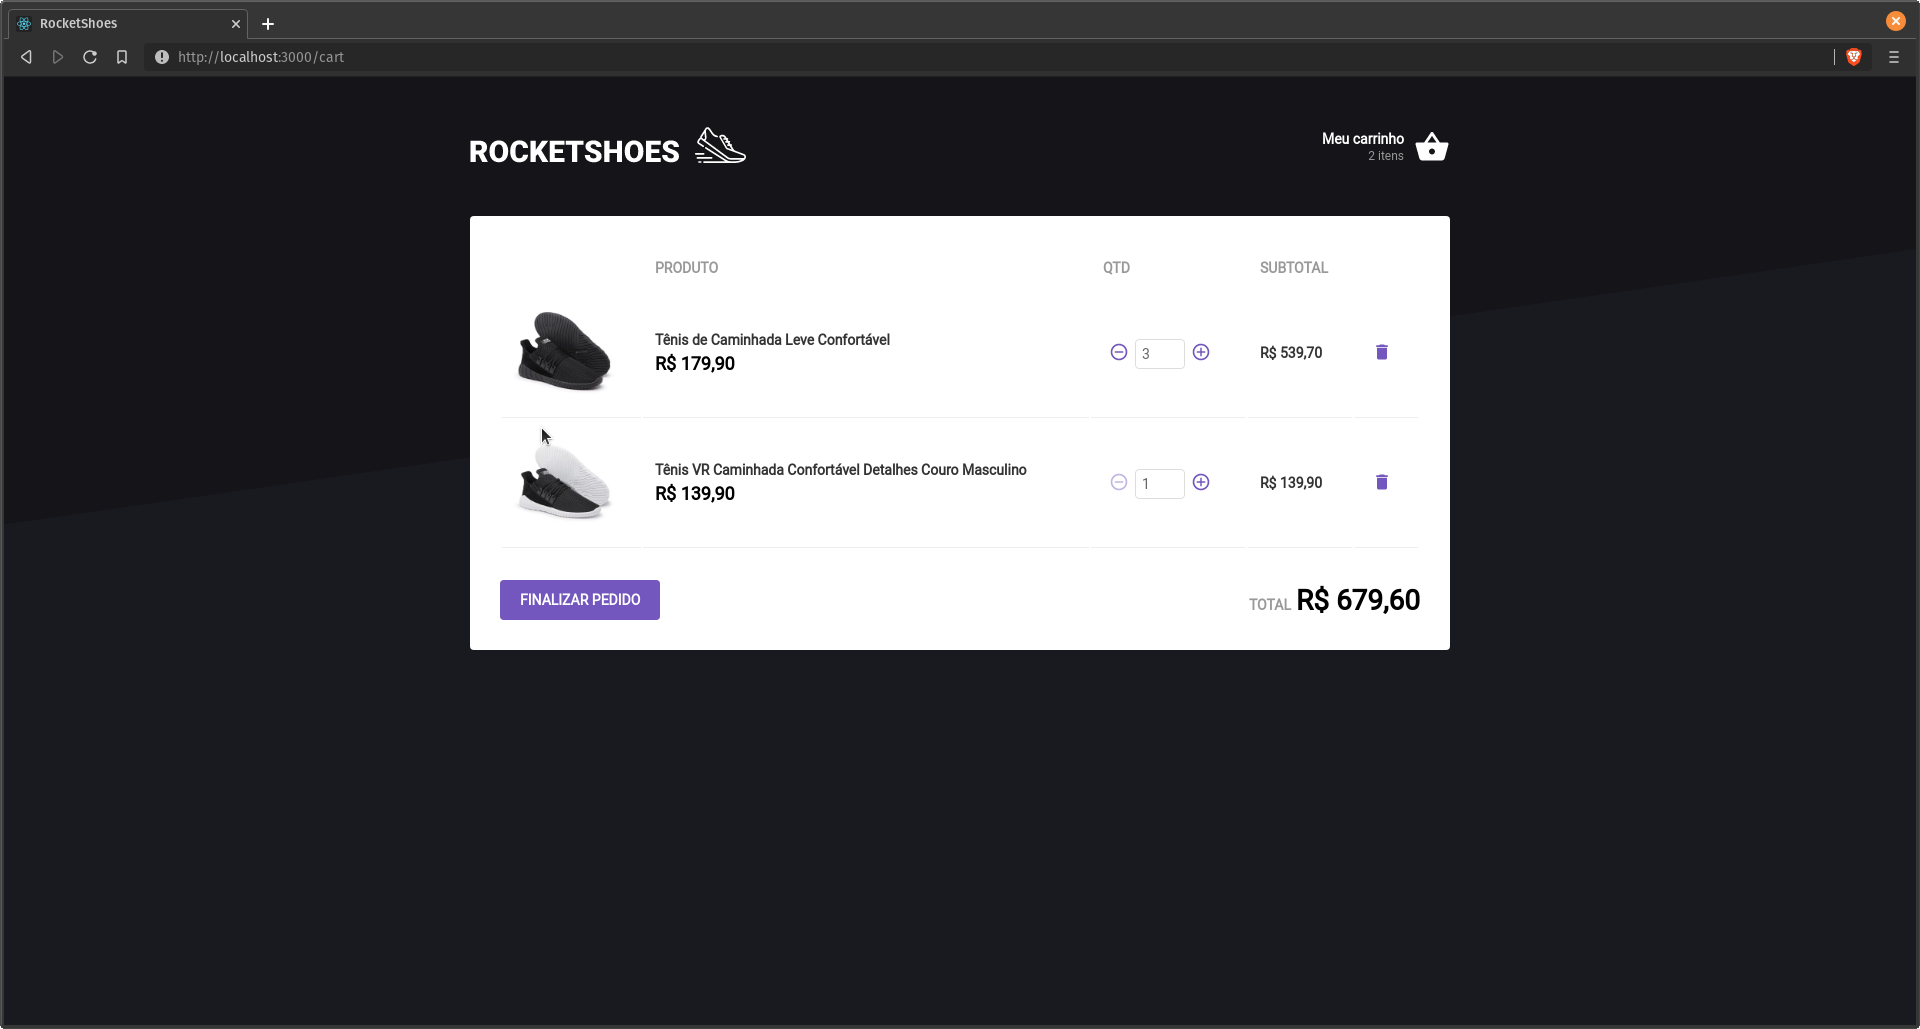 RocketShoes
http://localhost:3000/cart
ROCKETSHOES
Meu carrinho
2 itens
PRODUTO QTD SUBTOTAL
Tênis de Caminhada Leve Confortável
R$ 179,90
3
R$ 539,70
Tênis VR Caminhada Confortável Detalhes Couro Masculino
R$ 139,90
1
R$ 139,90
FINALIZAR PEDIDO
TOTAL R$ 679,60